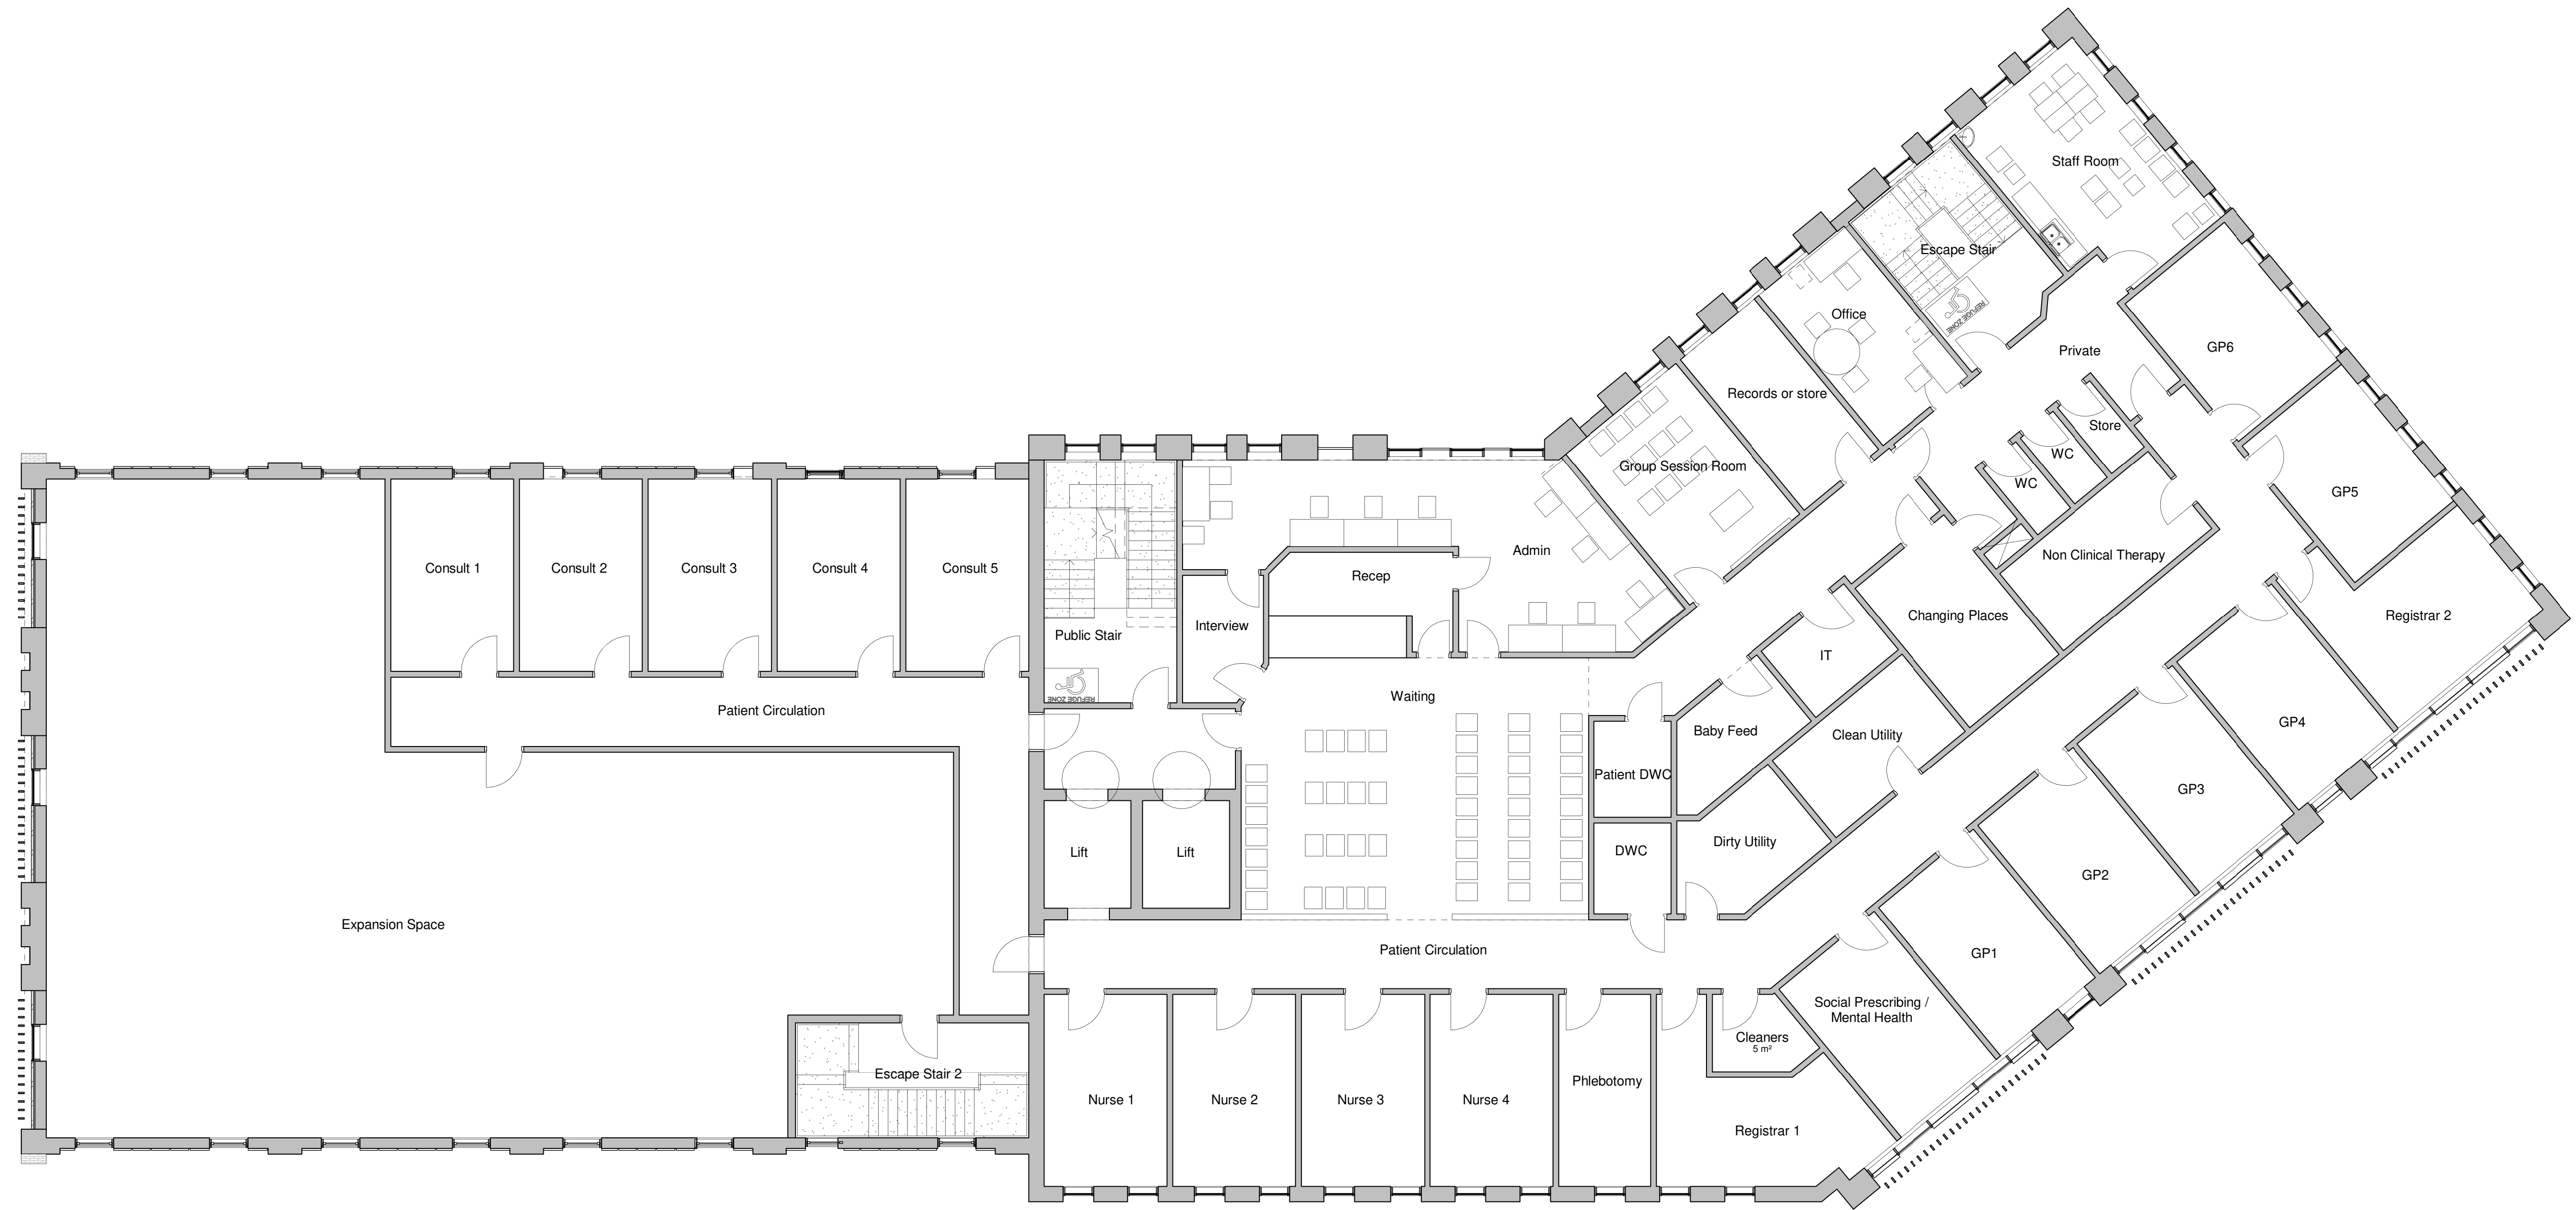 Staff Room
Escape Stair
Office
REFUGE ZONE
Private
GP6
Records or store
Store
WC
WC
GP5
Group Session Room
Admin
Non Clinical Therapy
Consult 1
Consult 2
Consult 3
Consult 4
Consult 5
Recep
Interview
Public Stair
REFUGE ZONE
Changing Places
Registrar 2
IT
Patient Circulation
Waiting
Baby Feed
Clean Utility
GP4
Patient DWC
GP3
Lift
Lift
DWC
Dirty Utility
GP2
Expansion Space
Patient Circulation
GP1
Social Prescribing /
Mental Health
Cleaners
5 m²
Escape Stair 2
Nurse 1
Nurse 2
Nurse 3
Nurse 4
Phlebotomy
Registrar 1